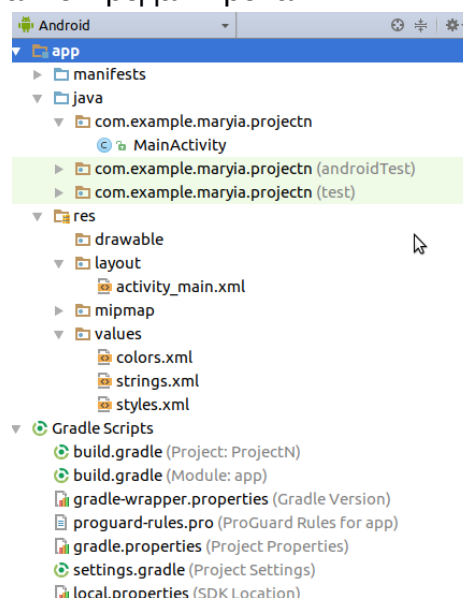 Android
app
manifests
java
com.example.maryia.projectn
MainActivity
com.example.maryia.projectn (androidTest)
com.example.maryia.projectn (test)
res
drawable
layout
activity_main.xml
mipmap
values
colors.xml
strings.xml
styles.xml
Gradle Scripts
build.gradle (Project: ProjectN)
build.gradle (Module: app)
gradle-wrapper.properties (Gradle Version)
proguard-rules.pro (ProGuard Rules for app)
gradle.properties (Project Properties)
settings.gradle (Project Settings)
local.properties (SDK Location)